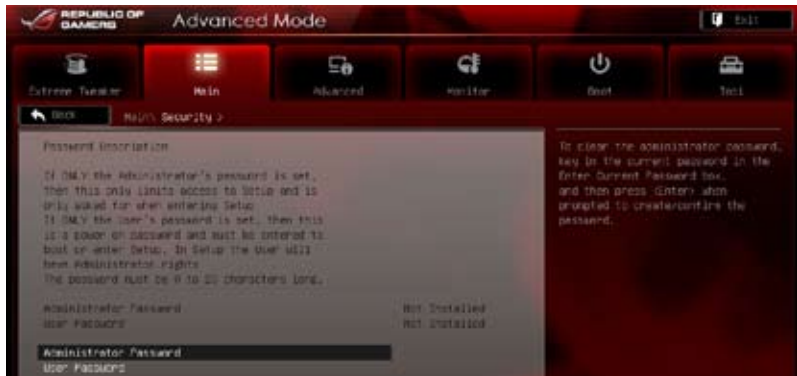 REPUBLIC OF
GAMERS
Advanced Mode
Exit
Extreme Tweaker
Main
Advanced
Monitor
Boot
Tool
Back
Main\ Security >
Password Description
If ONLY the Administrator's password is set,
then this only limits access to Setup and is
only asked for when entering Setup
If ONLY the User's password is set, then this
is a power on password and must be entered to
boot or enter Setup. In Setup the User will
have Administrator rights
The password must be to 20 characters long.
Administrator Password
Not Installed
User Password
Not Installed
Administrator Password
User Password
To clear the administrator password,
key in the current password in the
Enter Current Password box,
and then press <Enter> when
prompted to create/confirm the
password.